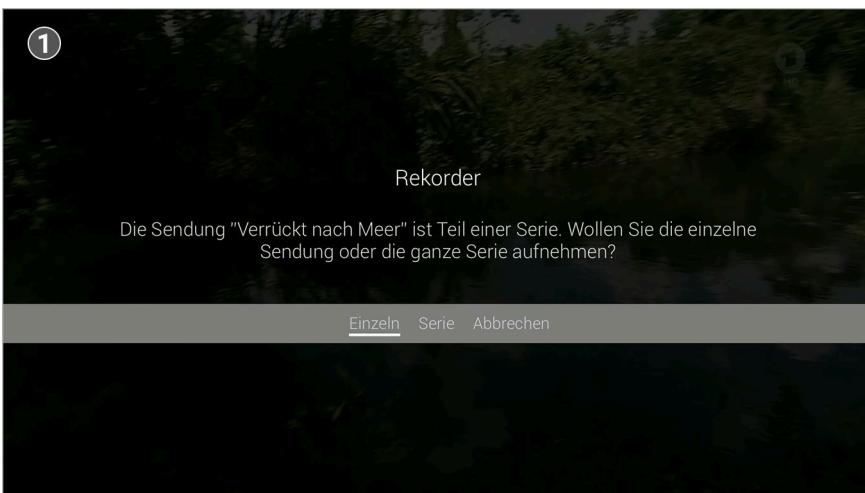 1
Rekorder
Die Sendung "Verrückt nach Meer" ist Teil einer Serie. Wollen Sie die einzelne
Sendung oder die ganze Serie aufnehmen?
Einzeln Serie Abbrechen